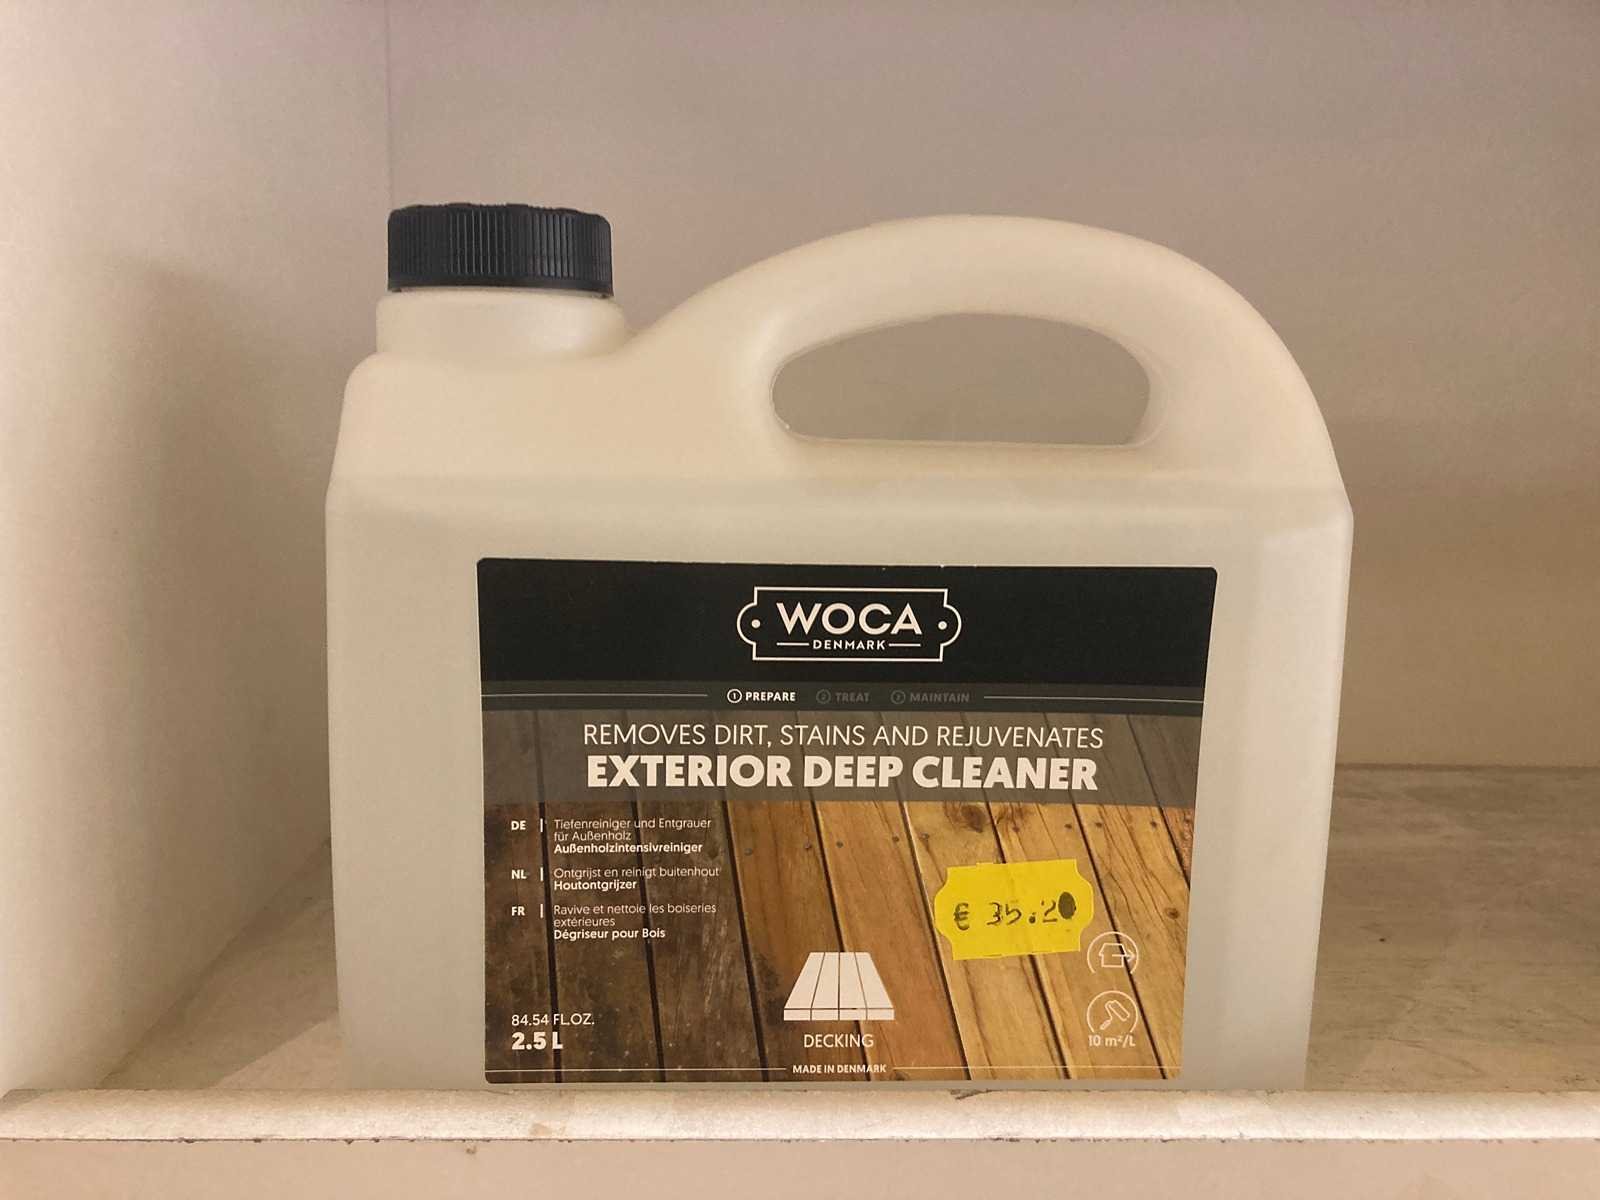 WOCA
DENMARK
1 PREPARE 2 TREAT 3 MAINTAIN
REMOVES DIRT, STAINS AND REJUVENATES
EXTERIOR DEEP CLEANER
DE | Tiefenreiniger und Entgrauer
für Außenholz
Außenholzintensivreiniger
NL | Ontgrijst en reinigt buitenhout
Houtontgrijzer
FR | Ravive et nettoie les boiseries
extérieures
Dégriseur pour Bois
€ 35.20
84.54 FL.OZ.
2.5 L
DECKING
10 m²/L
MADE IN DENMARK